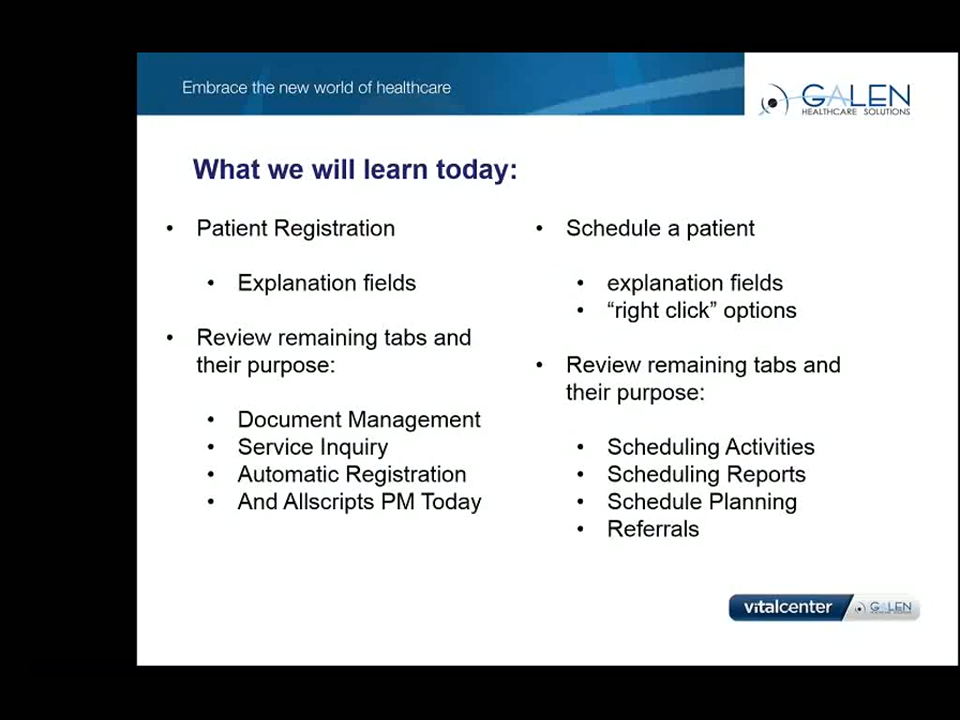 Embrace the new world of healthcare
GALEN
HEALTHCARE SOLUTIONS
What we will learn today:
• Patient Registration
• Explanation fields
• Review remaining tabs and
their purpose:
• Document Management
• Service Inquiry
• Automatic Registration
• And Allscripts PM Today
• Schedule a patient
• explanation fields
• “right click” options
• Review remaining tabs and
their purpose:
• Scheduling Activities
• Scheduling Reports
• Schedule Planning
• Referrals
vitalcenter
GALEN